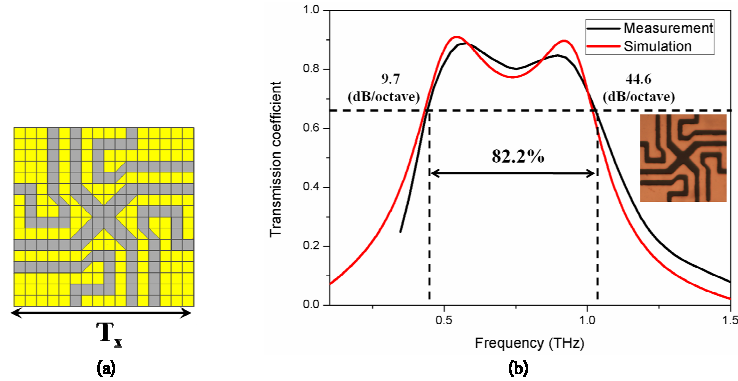 Tx
(a)
Transmission coefficient
1.0
0.8
0.6
0.4
0.2
0.0
Measurement
Simulation
9.7
(dB/octave)
44.6
(dB/octave)
82.2%
0.5
1.0
1.5
Frequency (THz)
(b)